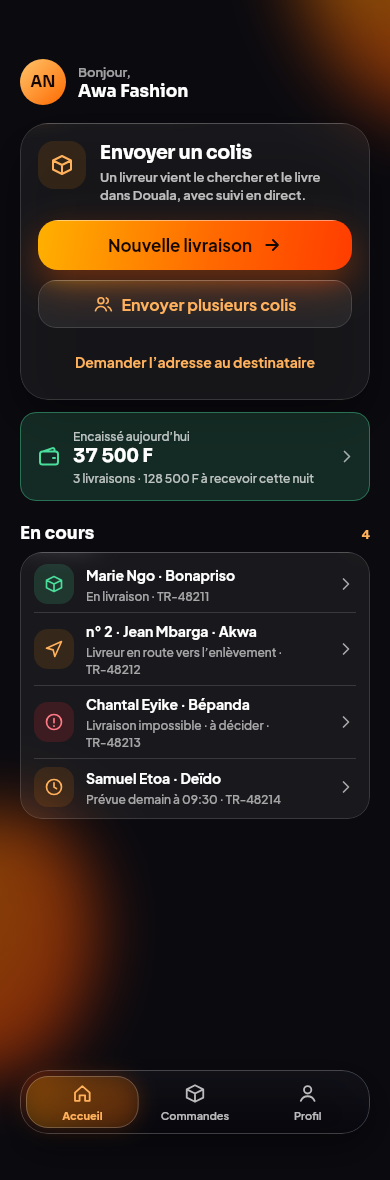 AN
Bonjour,
Awa Fashion
Envoyer un colis
Un livreur vient le chercher et le livre
dans Douala, avec suivi en direct.
Nouvelle livraison →
Envoyer plusieurs colis
Demander l’adresse au destinataire
Encaissé aujourd’hui
37 500 F
3 livraisons · 128 500 F à recevoir cette nuit
En cours
4
Marie Ngo · Bonapriso
En livraison · TR-48211
n° 2 · Jean Mbarga · Akwa
Livreur en route vers l’enlèvement ·
TR-48212
Chantal Eyike · Bépanda
Livraison impossible · à décider ·
TR-48213
Samuel Etoa · Deïdo
Prévue demain à 09:30 · TR-48214
Accueil
Commandes
Profil